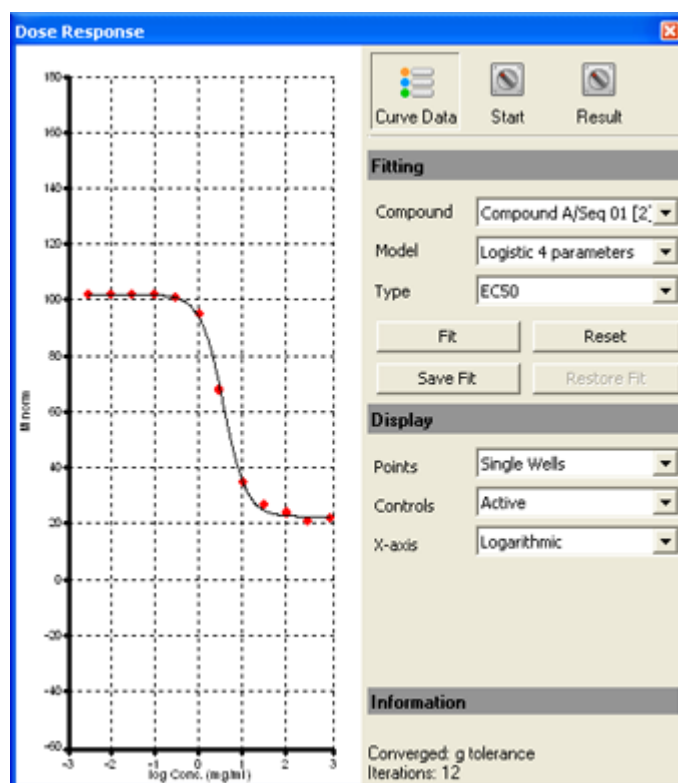 Dose Response
180
160
140
120
100
80
60
40
20
0
-20
-40
-60
M norm
-3 -2 -1 0 1 2 3
log Conc. (mg/ml)
Curve Data Start Result
Fitting
Compound Compound A/Seq 01 [2]
Model Logistic 4 parameters
Type EC50
Fit Reset
Save Fit Restore Fit
Display
Points Single Wells
Controls Active
X-axis Logarithmic
Information
Converged: g tolerance
Iterations: 12